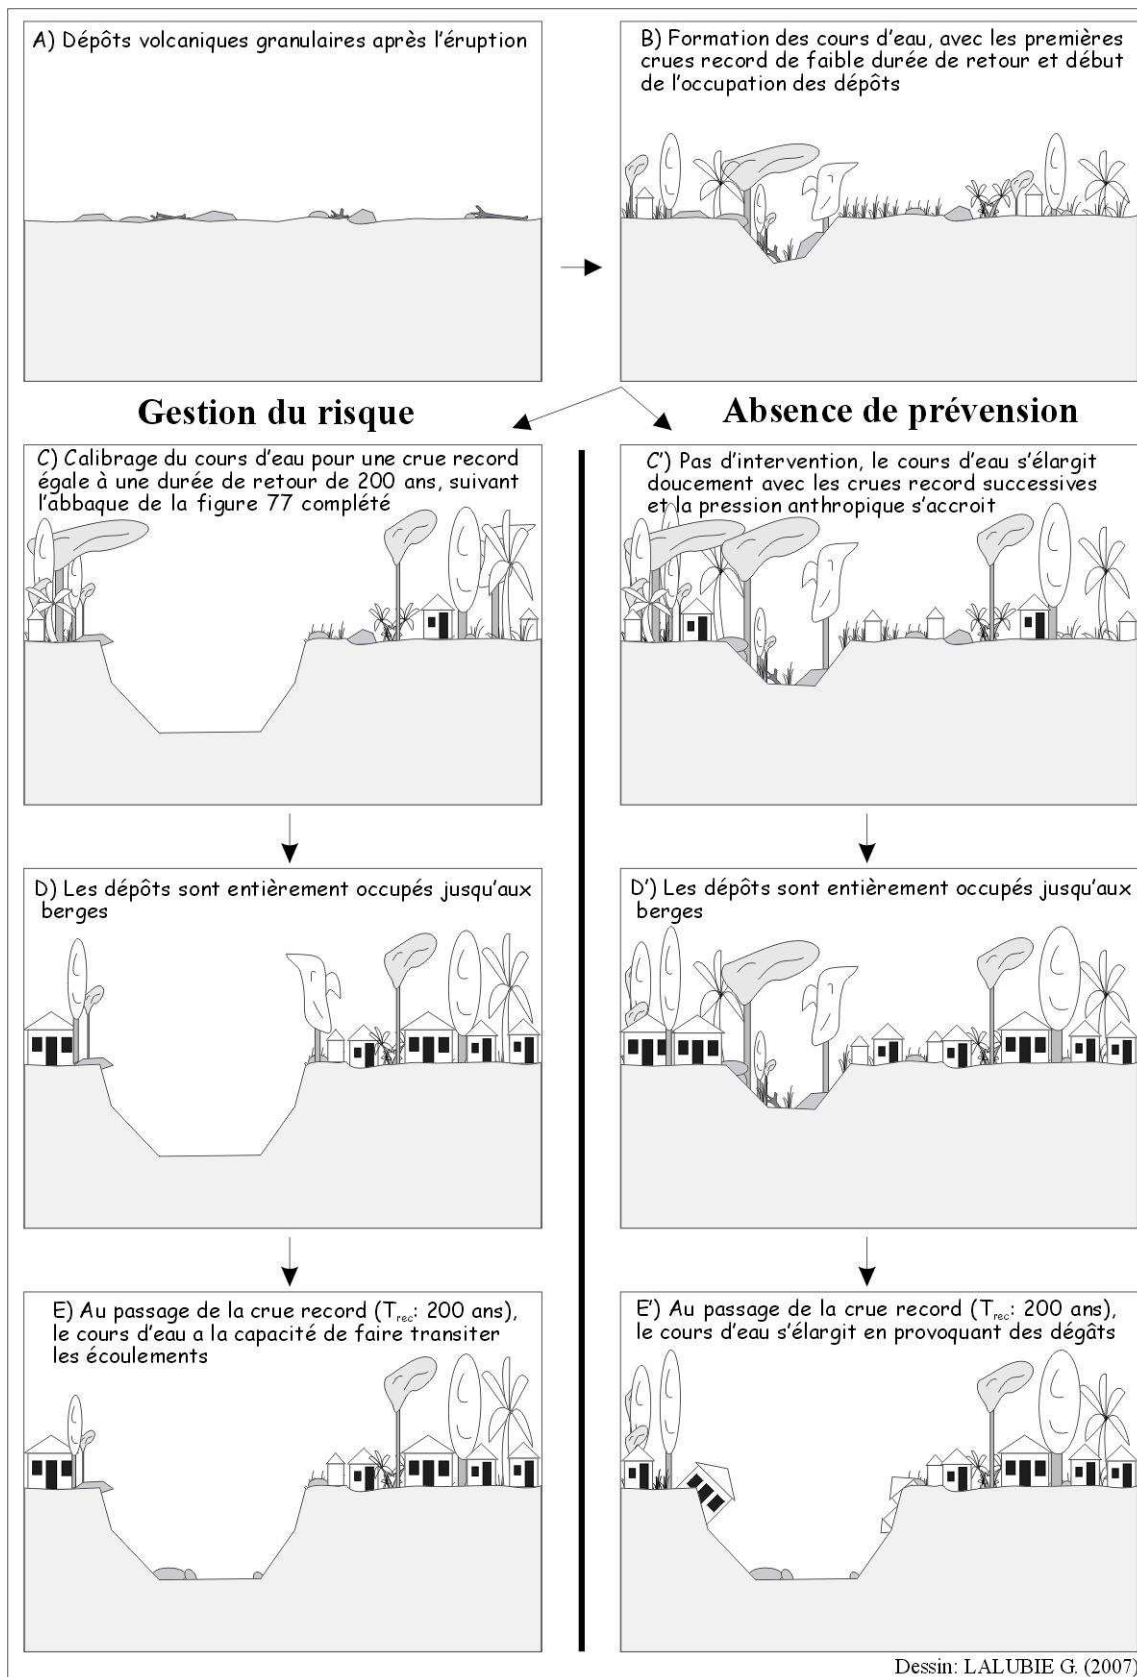 A) Dépôts volcaniques granulaires après l'éruption
B) Formation des cours d'eau, avec les premières
crues record de faible durée de retour et début
de l'occupation des dépôts
Gestion du risque
Absence de prévension
C) Calibrage du cours d'eau pour une crue record
égale à une durée de retour de 200 ans, suivant
l'abbaque de la figure 77 complété
C') Pas d'intervention, le cours d'eau s'élargit
doucement avec les crues record successives
et la pression anthropique s'accroit
D) Les dépôts sont entièrement occupés jusqu'aux
berges
D') Les dépôts sont entièrement occupés jusqu'aux
berges
E) Au passage de la crue record (Trec: 200 ans),
le cours d'eau a la capacité de faire transiter
les écoulements
E') Au passage de la crue record (Trec: 200 ans),
le cours d'eau s'élargit en provoquant des dégâts
Dessin: LALUBIE G. (2007)